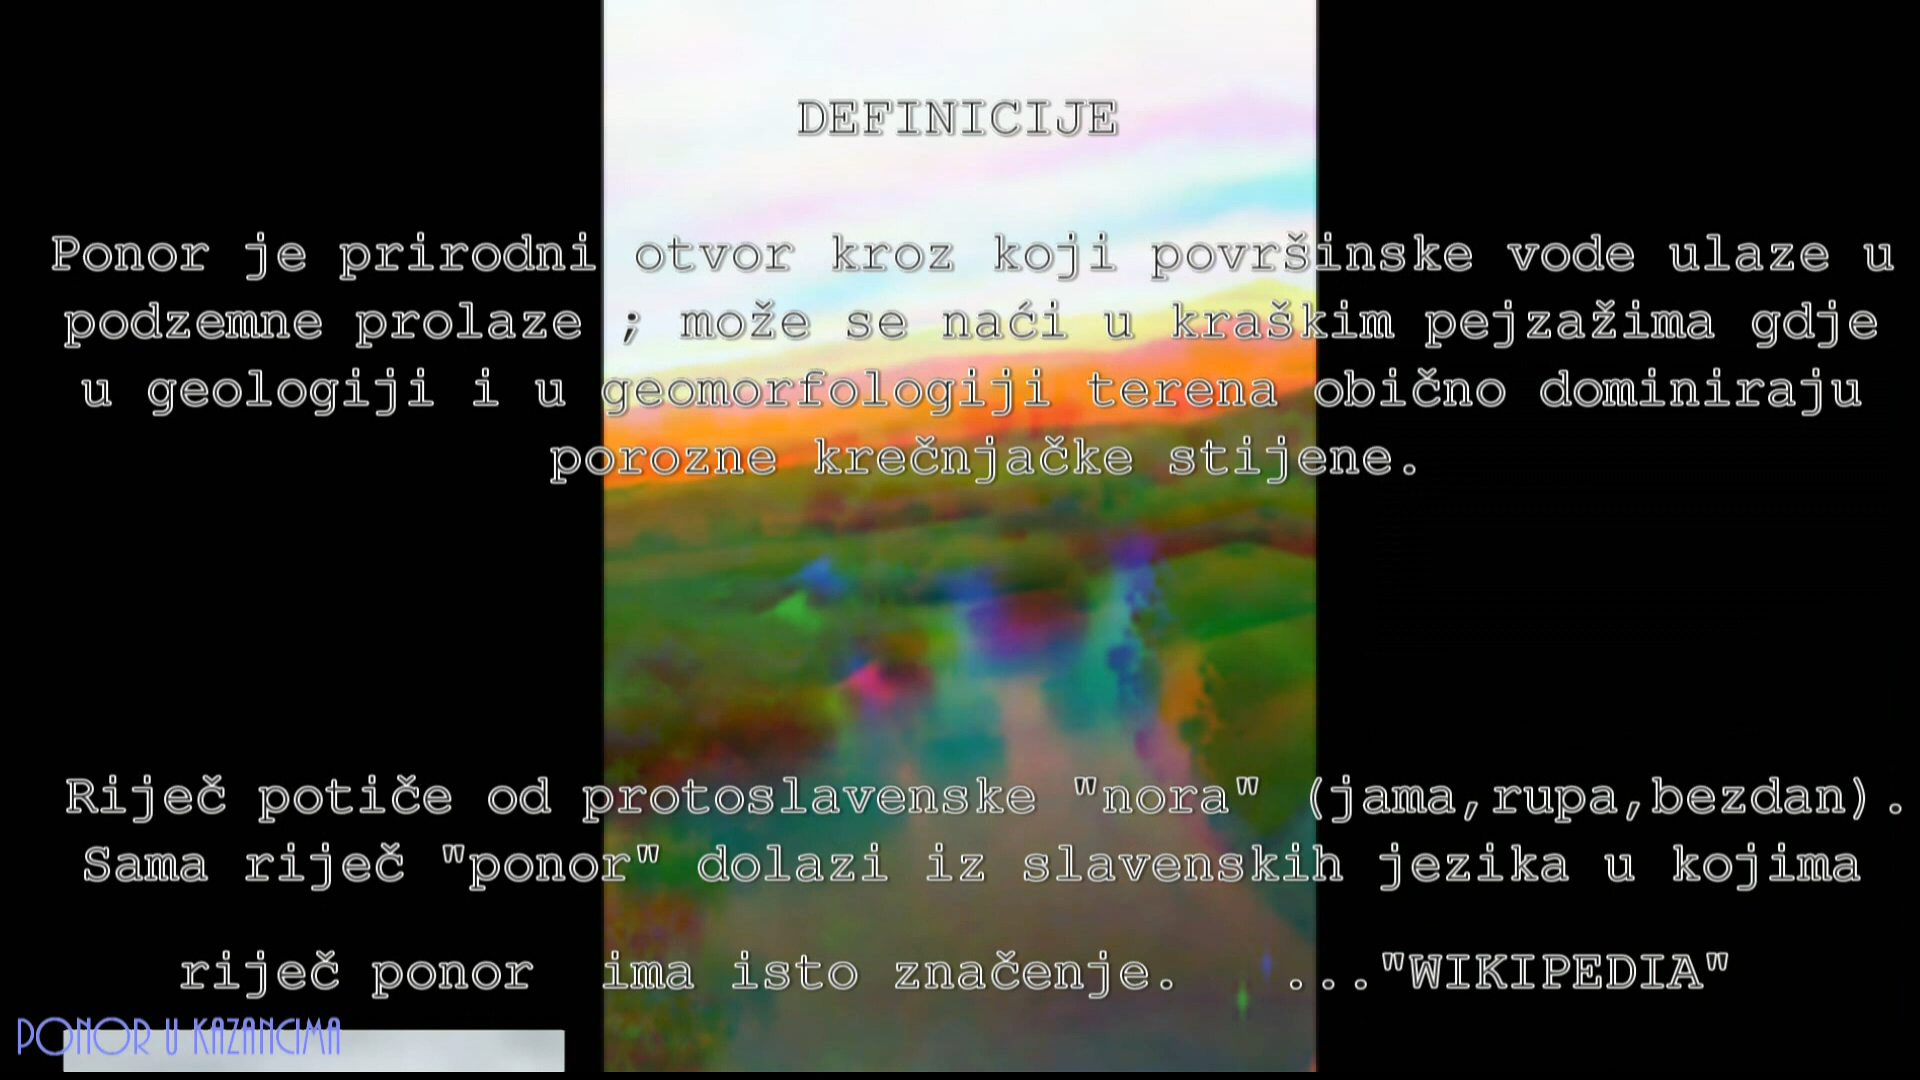 DEFINICIJE
Ponor je prirodni otvor kroz koji površinske vode ulaze u
podzemne prolaze ; može se naći u kraškim pejzažima gdje
u geologiji i u geomorfologiji terena obično dominiraju
porozne krečnjačke stijene.
Riječ potiče od protoslavenske "nora" (jama,rupa,bezdan).
Sama riječ "ponor" dolazi iz slavenskih jezika u kojima
riječ ponor ima isto značenje. ..."WIKIPEDIA"
PONOR U KAZANCIMA